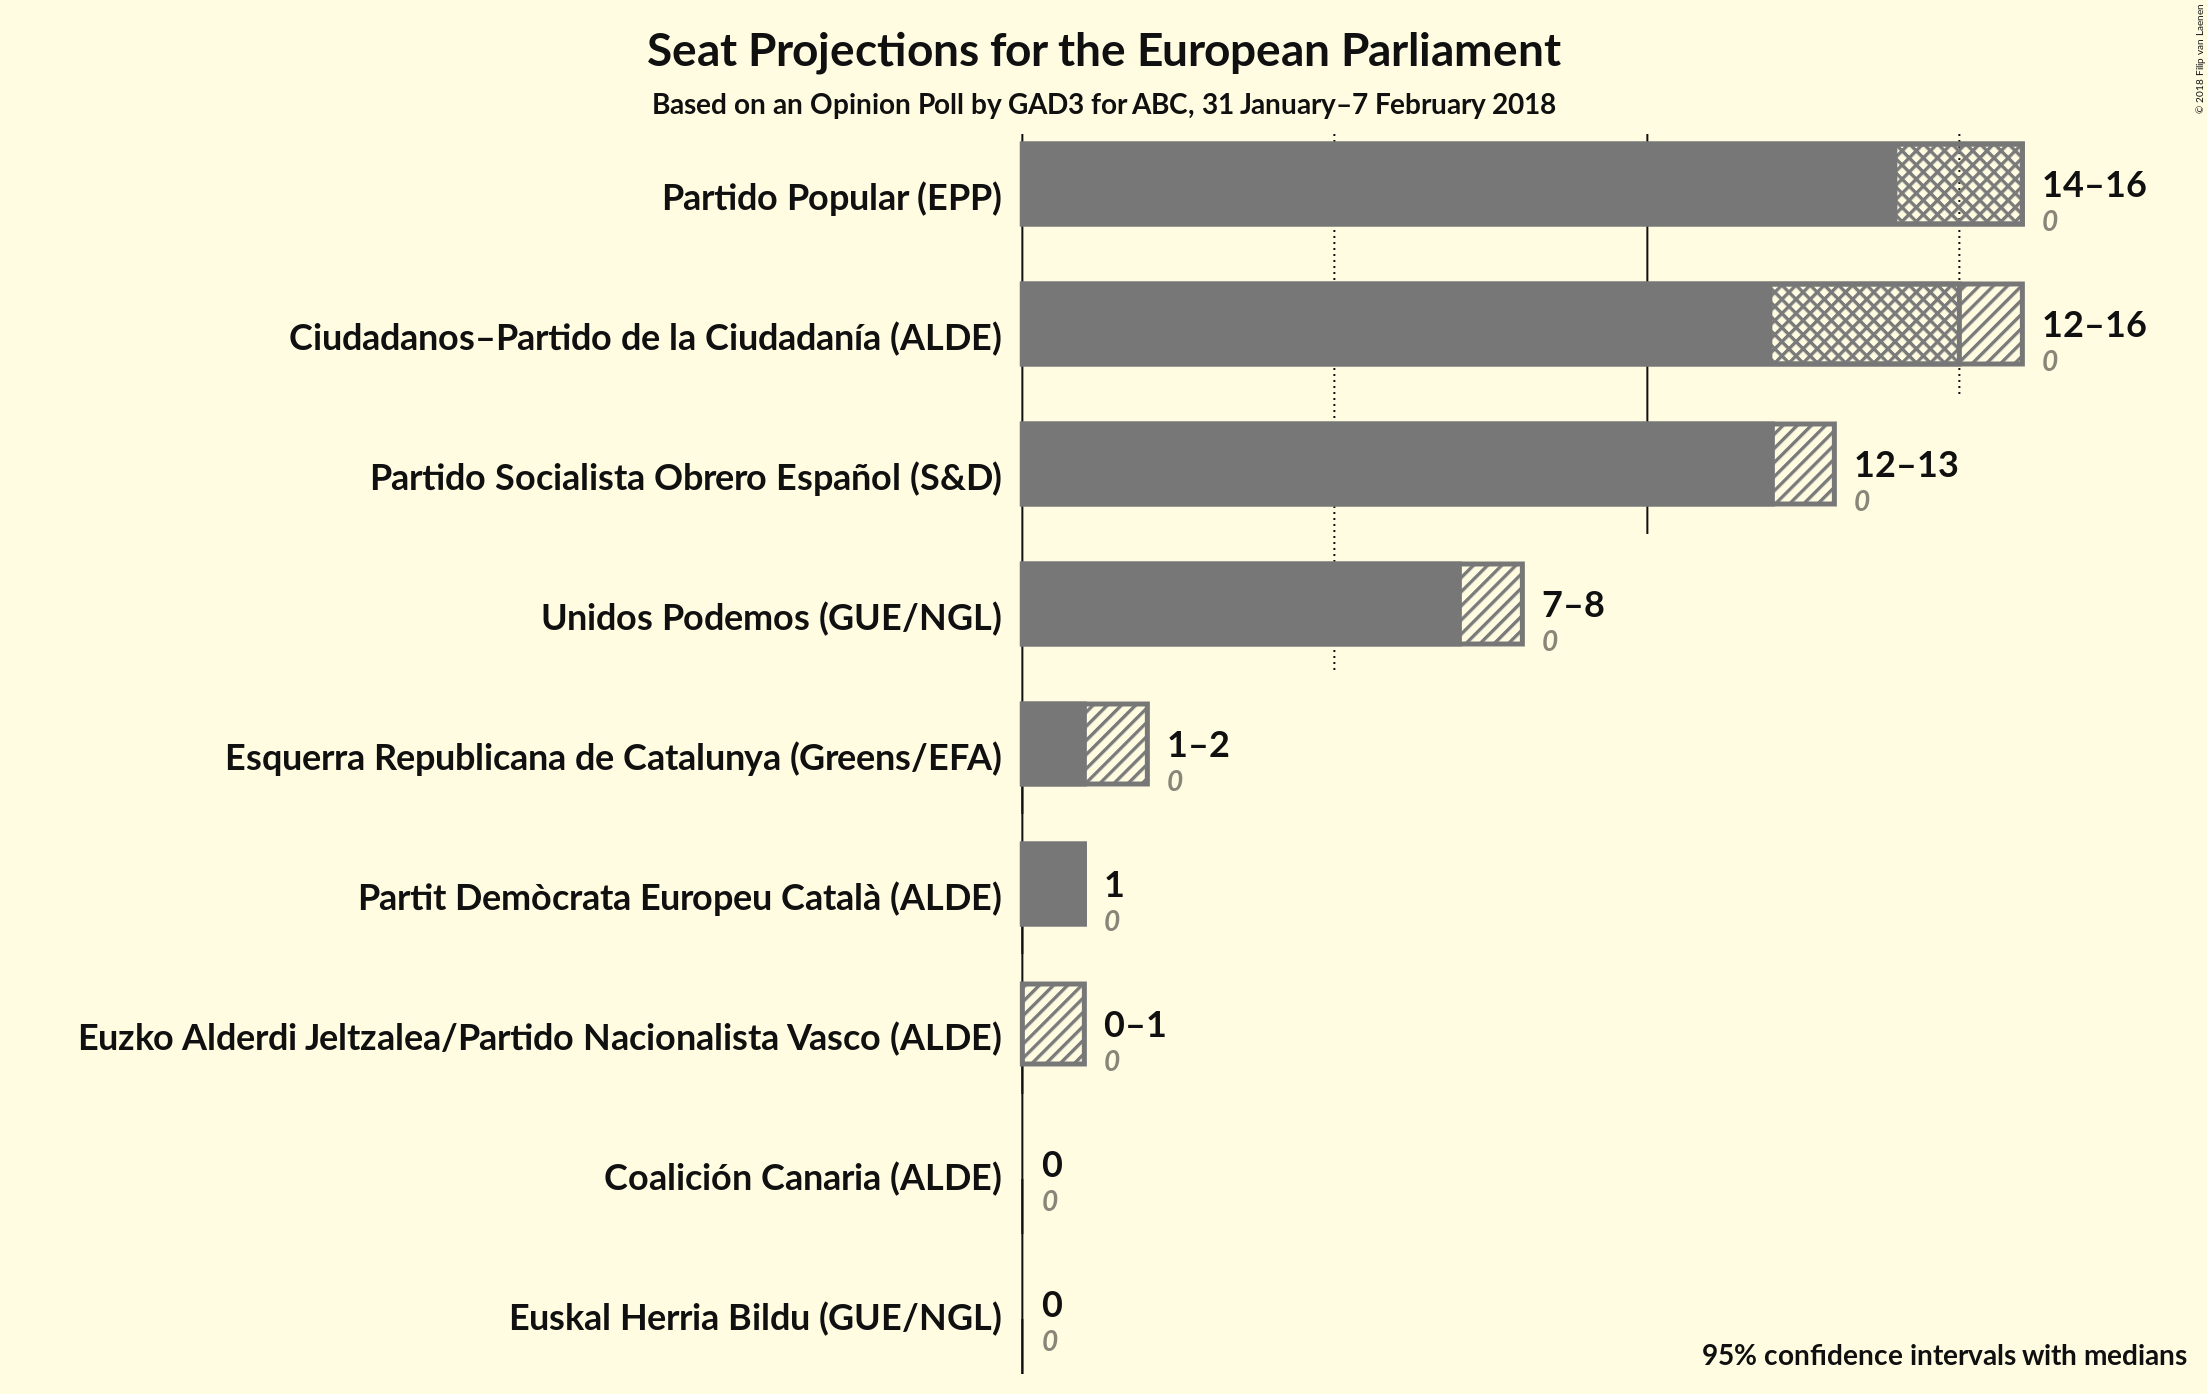 Seat Projections for the European Parliament
Based on an Opinion Poll by GAD3 for ABC, 31 January–7 February 2018
© 2018 Filip van Laenen
Partido Popular (EPP)
14–16
0
Ciudadanos–Partido de la Ciudadanía (ALDE)
12–16
0
Partido Socialista Obrero Español (S&D)
12–13
0
Unidos Podemos (GUE/NGL)
7–8
0
Esquerra Republicana de Catalunya (Greens/EFA)
1–2
0
Partit Demòcrata Europeu Català (ALDE)
1
0
Euzko Alderdi Jeltzalea/Partido Nacionalista Vasco (ALDE)
0–1
0
Coalición Canaria (ALDE)
0
0
Euskal Herria Bildu (GUE/NGL)
0
0
95% confidence intervals with medians